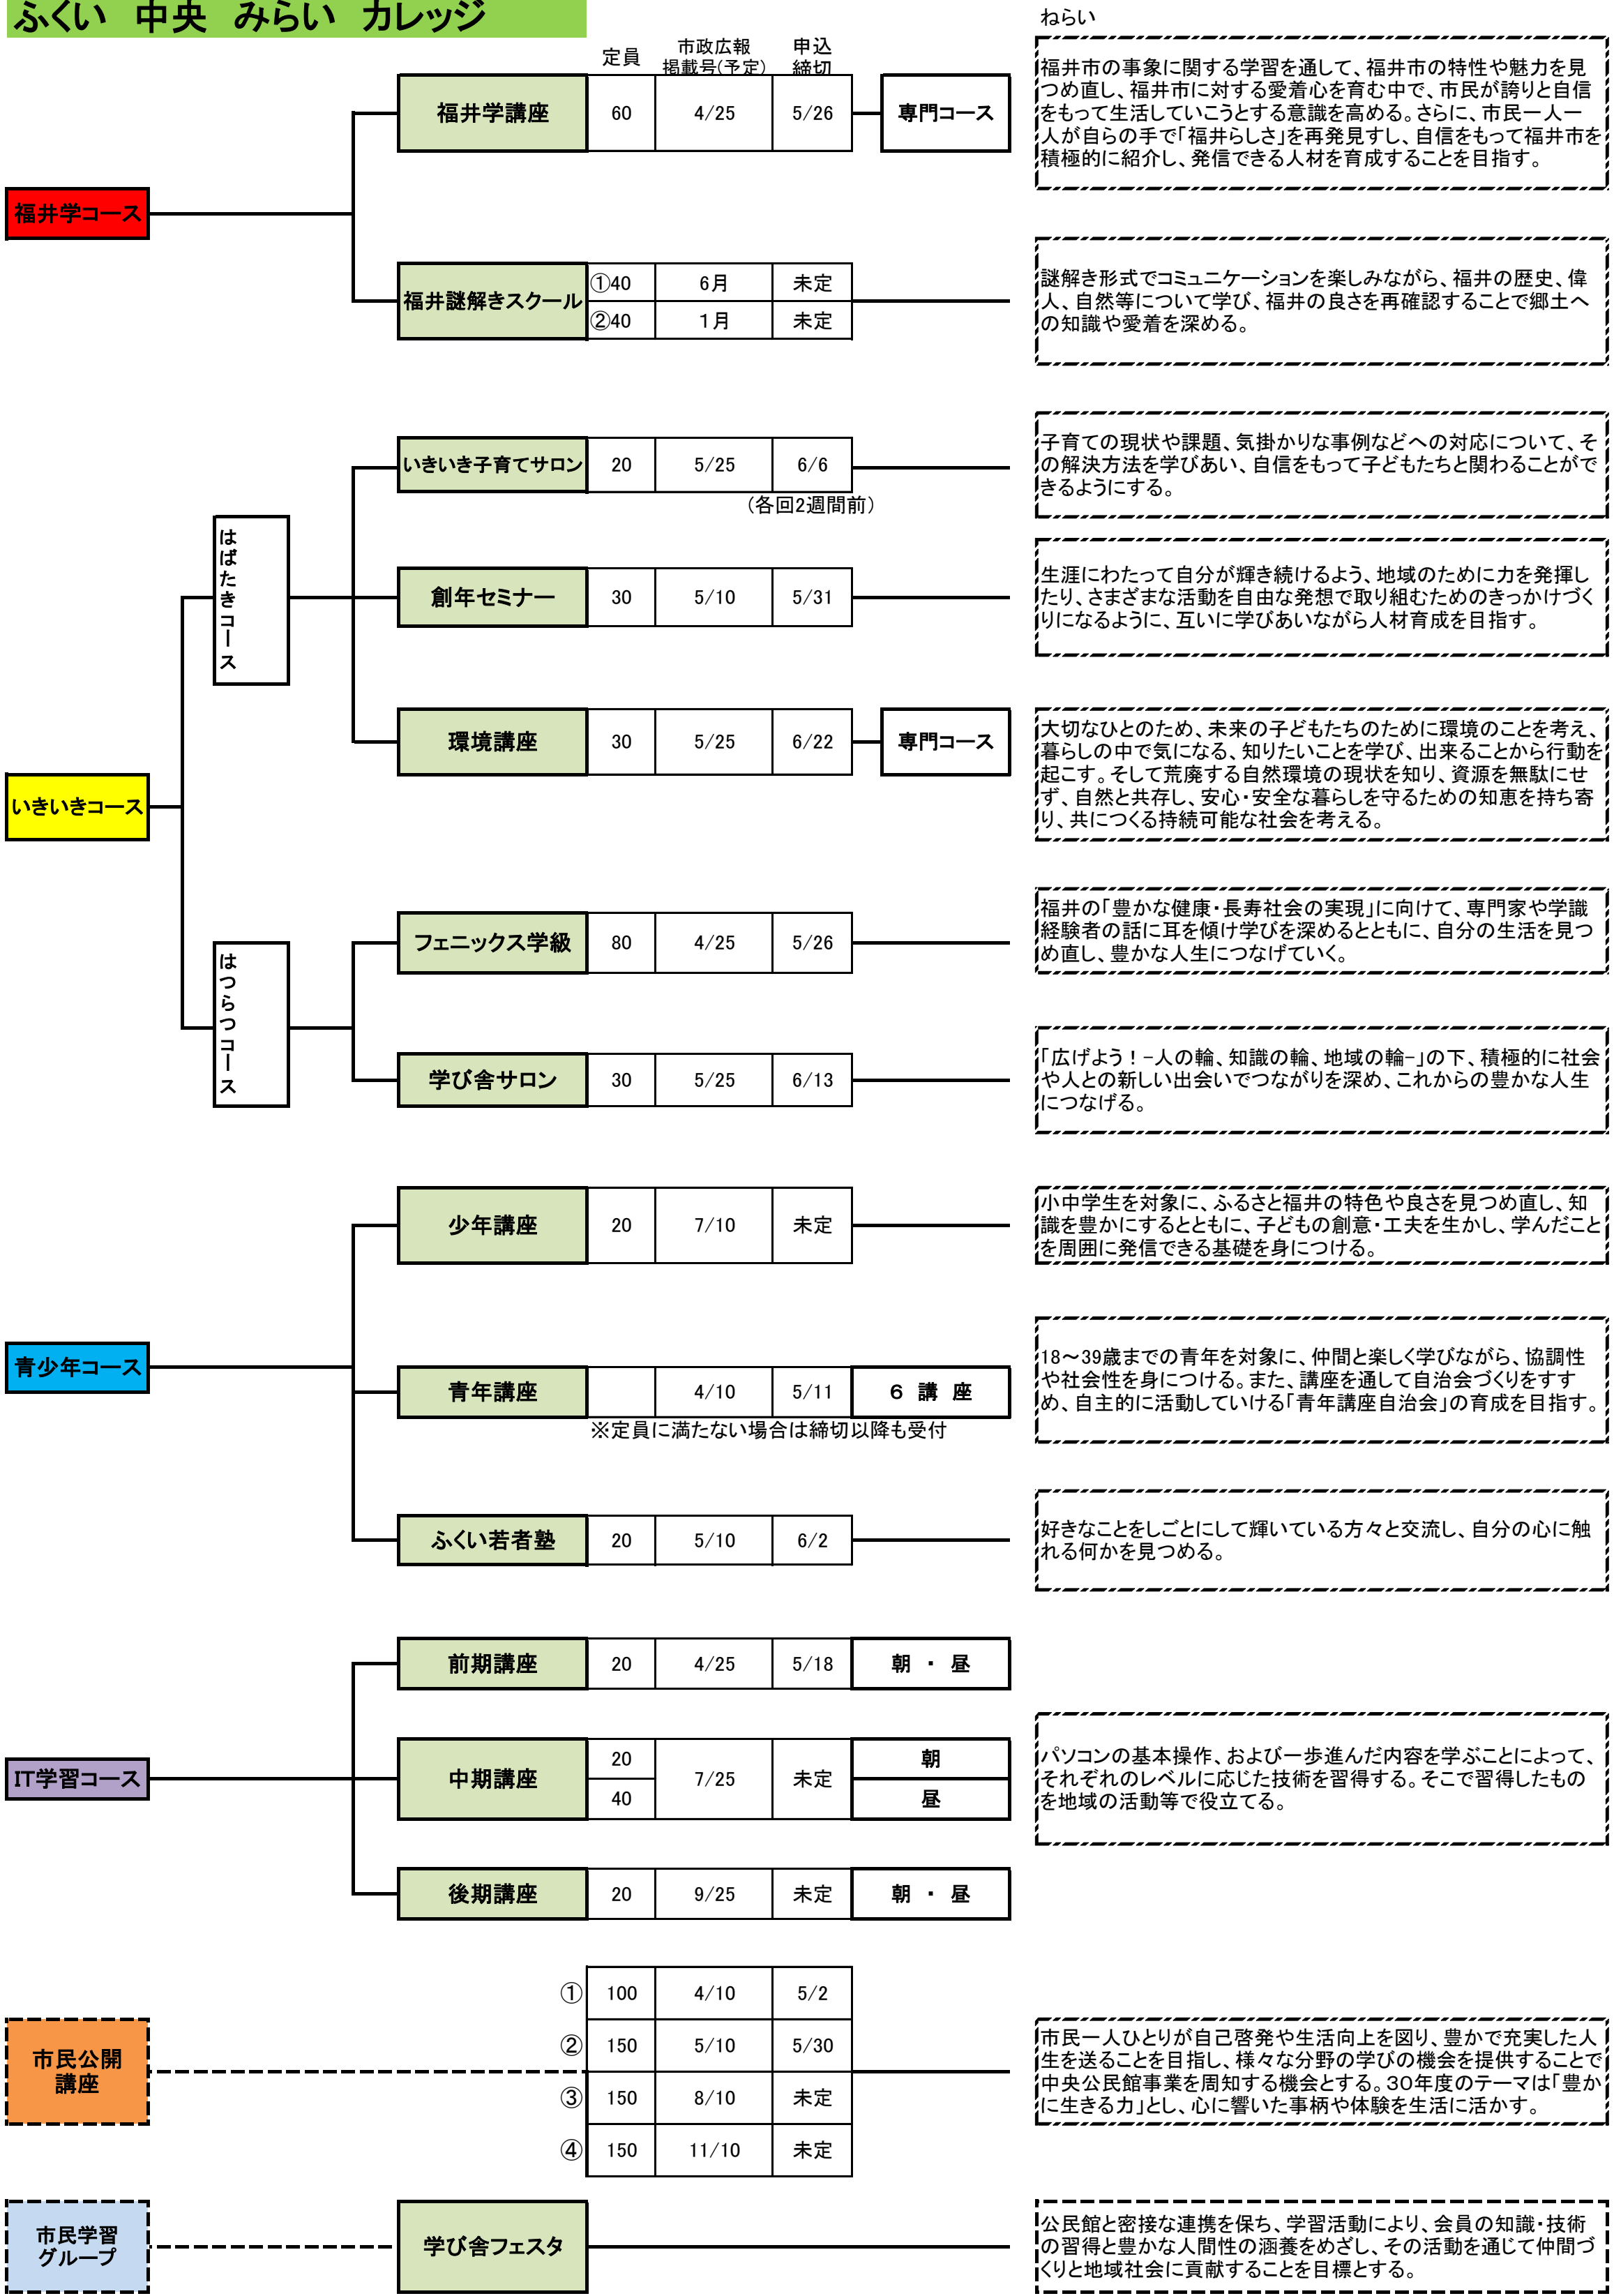 ふくい　中央　みらい　カレッジ
ねらい
定員
市政広報
掲載号(予定)
申込
締切
福井学コース
福井学講座
60
4/25
5/26
専門コース
福井市の事象に関する学習を通して、福井市の特性や魅力を見
つめ直し、福井市に対する愛着心を育む中で、市民が誇りと自信
をもって生活していこうとする意識を高める。さらに、市民一人一
人が自らの手で「福井らしさ」を再発見すし、自信をもって福井市を
積極的に紹介し、発信できる人材を育成することを目指す。
福井謎解きスクール
①40
6月
未定
②40
1月
未定
謎解き形式でコミュニケーションを楽しみながら、福井の歴史、偉
人、自然等について学び、福井の良さを再確認することで郷土へ
の知識や愛着を深める。
いきいきコース
はばたきコース
いきいき子育てサロン
20
5/25
6/6
(各回2週間前)
子育ての現状や課題、気掛かりな事例などへの対応について、そ
の解決方法を学びあい、自信をもって子どもたちと関わることがで
きるようにする。
創年セミナー
30
5/10
5/31
生涯にわたって自分が輝き続けるよう、地域のために力を発揮し
たり、さまざまな活動を自由な発想で取り組むためのきっかけづく
りになるように、互いに学びあいながら人材育成を目指す。
環境講座
30
5/25
6/22
専門コース
大切なひとのため、未来の子どもたちのために環境のことを考え、
暮らしの中で気になる、知りたいことを学び、出来ることから行動を
起こす。そして荒廃する自然環境の現状を知り、資源を無駄にせ
ず、自然と共存し、安心・安全な暮らしを守るための知恵を持ち寄
り、共につくる持続可能な社会を考える。
はつらつコース
フェニックス学級
80
4/25
5/26
福井の「豊かな健康・長寿社会の実現」に向けて、専門家や学識
経験者の話に耳を傾け学びを深めるとともに、自分の生活を見つ
め直し、豊かな人生につなげていく。
学び舎サロン
30
5/25
6/13
「広げよう！-人の輪、知識の輪、地域の輪-」の下、積極的に社会
や人との新しい出会いでつながりを深め、これからの豊かな人生
につなげる。
青少年コース
少年講座
20
7/10
未定
小中学生を対象に、ふるさと福井の特色や良さを見つめ直し、知
識を豊かにするとともに、子どもの創意・工夫を生かし、学んだこと
を周囲に発信できる基礎を身につける。
青年講座
4/10
5/11
６ 講 座
※定員に満たない場合は締切以降も受付
18～39歳までの青年を対象に、仲間と楽しく学びながら、協調性
や社会性を身につける。また、講座を通して自治会づくりをすす
め、自主的に活動していける「青年講座自治会」の育成を目指す。
ふくい若者塾
20
5/10
6/2
好きなことをしごとにして輝いている方々と交流し、自分の心に触
れる何かを見つめる。
IT学習コース
前期講座
20
4/25
5/18
朝 ・ 昼
中期講座
20
40
7/25
未定
朝
昼
パソコンの基本操作、および一歩進んだ内容を学ぶことによって、
それぞれのレベルに応じた技術を習得する。そこで習得したもの
を地域の活動等で役立てる。
後期講座
20
9/25
未定
朝 ・ 昼
市民公開
講座
①
100
4/10
5/2
②
150
5/10
5/30
③
150
8/10
未定
④
150
11/10
未定
市民一人ひとりが自己啓発や生活向上を図り、豊かで充実した人
生を送ることを目指し、様々な分野の学びの機会を提供することで
中央公民館事業を周知する機会とする。30年度のテーマは「豊か
に生きる力」とし、心に響いた事柄や体験を生活に活かす。
市民学習
グループ
学び舎フェスタ
公民館と密接な連携を保ち、学習活動により、会員の知識・技術
の習得と豊かな人間性の涵養をめざし、その活動を通じて仲間づ
くりと地域社会に貢献することを目標とする。